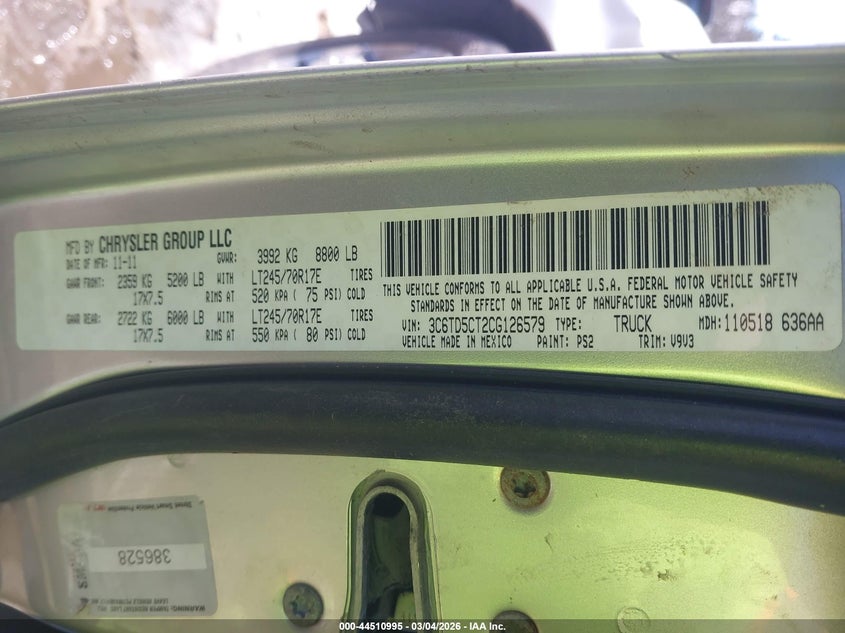 MFD BY CHRYSLER GROUP LLC
DATE OF MFR: 11-11 GVWR: 3992 KG 8800 LB
GAWR FRONT: 2359 KG 5200 LB WITH LT245/70R17E TIRES
17X7.5 RIMS AT 520 KPA ( 75 PSI) COLD
GAWR REAR: 2722 KG 6000 LB WITH LT245/70R17E TIRES
17X7.5 RIMS AT 550 KPA ( 80 PSI) COLD
THIS VEHICLE CONFORMS TO ALL APPLICABLE U.S.A. FEDERAL MOTOR VEHICLE SAFETY
STANDARDS IN EFFECT ON THE DATE OF MANUFACTURE SHOWN ABOVE.
VIN: 3C6TD5CT2CG126579 TYPE: TRUCK MDH: 110518 636AA
VEHICLE MADE IN MEXICO PAINT: PS2 TRIM: V9V3
386528
000-44510995 - 03/04/2026 - IAA Inc.